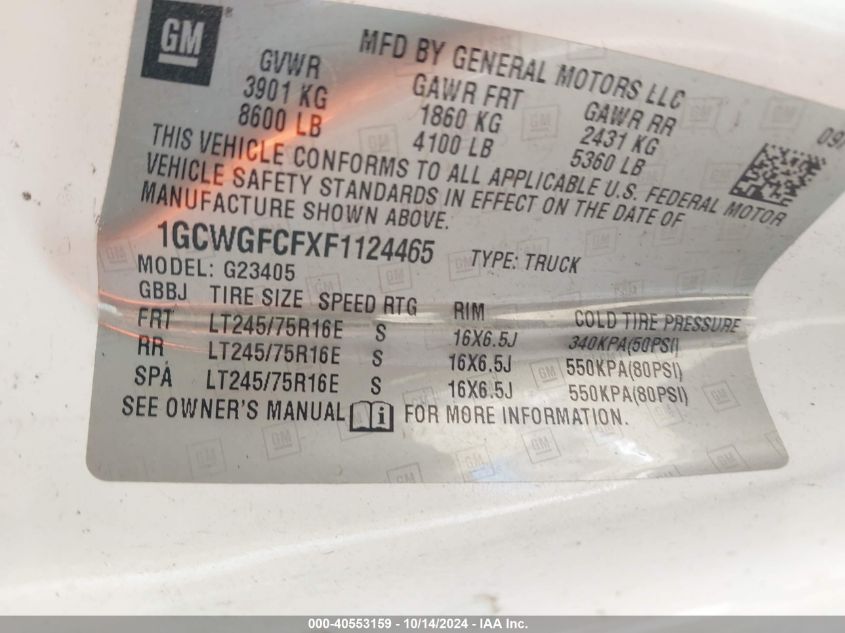 GM
MFD BY GENERAL MOTORS LLC
GVWR GAWR FRT GAWR RR
3901 KG 1860 KG 2431 KG
8600 LB 4100 LB 5360 LB
THIS VEHICLE CONFORMS TO ALL APPLICABLE U.S. FEDERAL MOTOR
VEHICLE SAFETY STANDARDS IN EFFECT ON THE DATE OF
MANUFACTURE SHOWN ABOVE.
1GCWGFCFXF1124465 TYPE: TRUCK
MODEL: G23405
GBBJ TIRE SIZE SPEED RTG RIM COLD TIRE PRESSURE
FRT LT245/75R16E S 16X6.5J 340KPA(50PSI)
RR LT245/75R16E S 16X6.5J 550KPA(80PSI)
SPA LT245/75R16E S 16X6.5J 550KPA(80PSI)
SEE OWNER'S MANUAL FOR MORE INFORMATION.
000-40553159 - 10/14/2024 - IAA Inc.